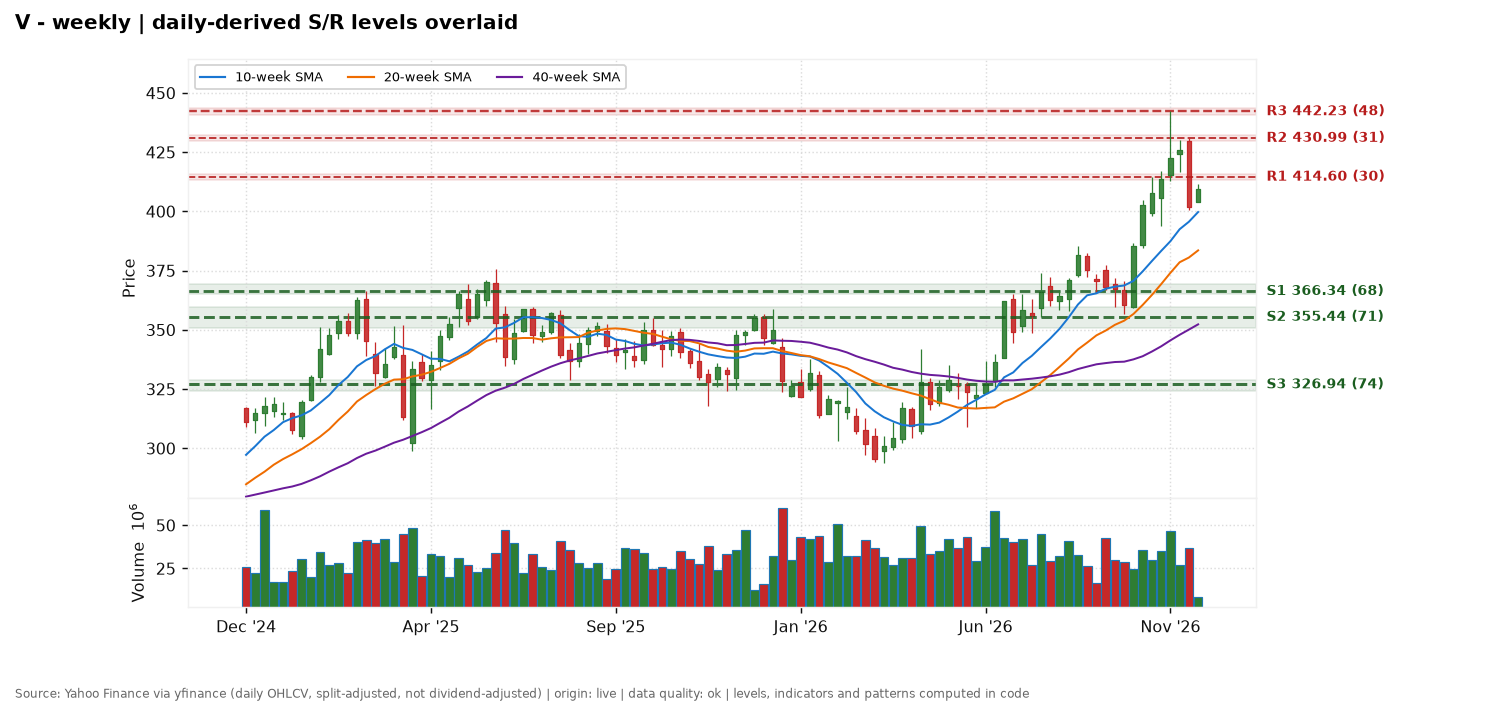 V - weekly | daily-derived S/R levels overlaid
10-week SMA
20-week SMA
40-week SMA
450
425
400
375
350
325
300
Price
R3 442.23 (48)
R2 430.99 (31)
R1 414.60 (30)
S1 366.34 (68)
S2 355.44 (71)
S3 326.94 (74)
50
25
Volume 10⁶
Dec '24
Apr '25
Sep '25
Jan '26
Jun '26
Nov '26
Source: Yahoo Finance via yfinance (daily OHLCV, split-adjusted, not dividend-adjusted) | origin: live | data quality: ok | levels, indicators and patterns computed in code